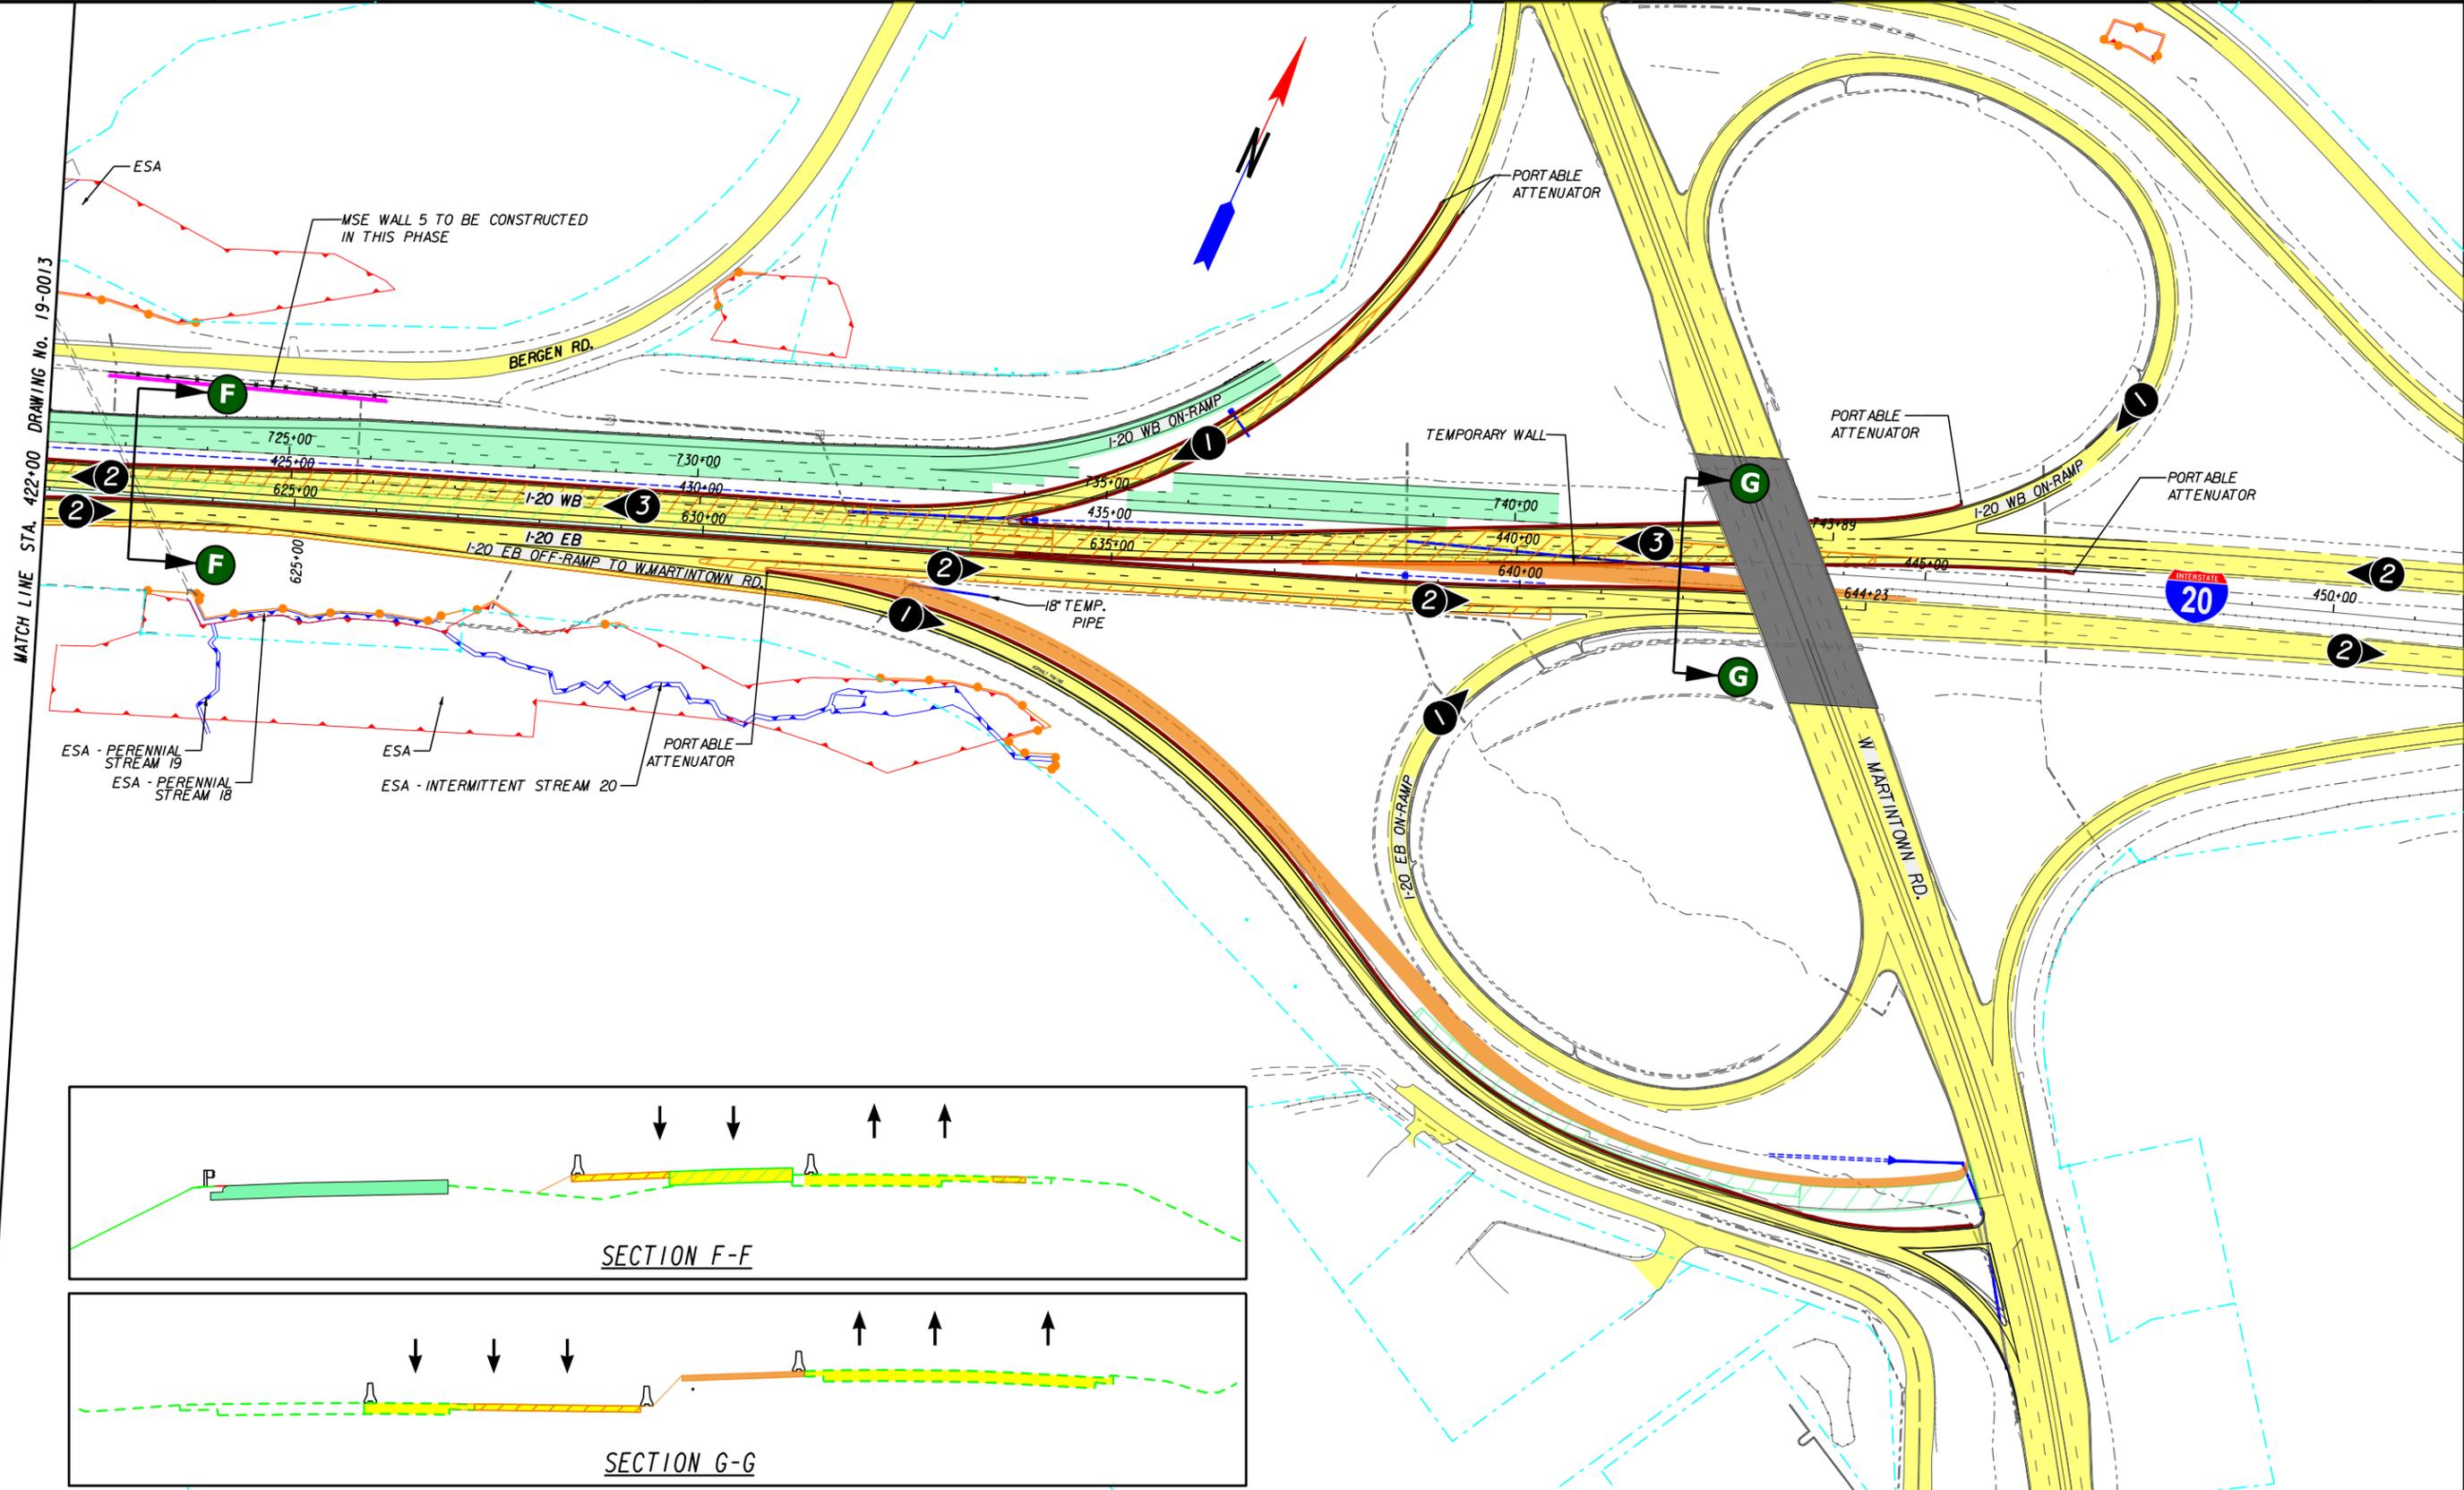 ESA
MSE WALL 5 TO BE CONSTRUCTED
IN THIS PHASE
N
PORTABLE
ATTENUATOR
MATCH LINE STA. 422+00 DRAWING No. 19-0013
BERGEN RD.
F
725+00
425+00
625+00
2
2
F
625+00
I-20 WB
3
730+00
430+00
630+00
I-20 EB
I-20 EB OFF-RAMP TO W.MARTINTOWN RD.
2
1
18" TEMP.
PIPE
I-20 WB ON-RAMP
1
735+00
435+00
635+00
TEMPORARY WALL
740+00
440+00
640+00
3
2
G
G
PORTABLE
ATTENUATOR
1
I-20 WB ON-RAMP
PORTABLE
ATTENUATOR
743+89
445+00
644+23
INTERSTATE
20
450+00
2
2
1
I-20 EB ON-RAMP
W MARTINTOWN RD.
ESA - PERENNIAL
STREAM 19
ESA - PERENNIAL
STREAM 18
ESA
ESA - INTERMITTENT STREAM 20
PORTABLE
ATTENUATOR
SECTION F-F
SECTION G-G